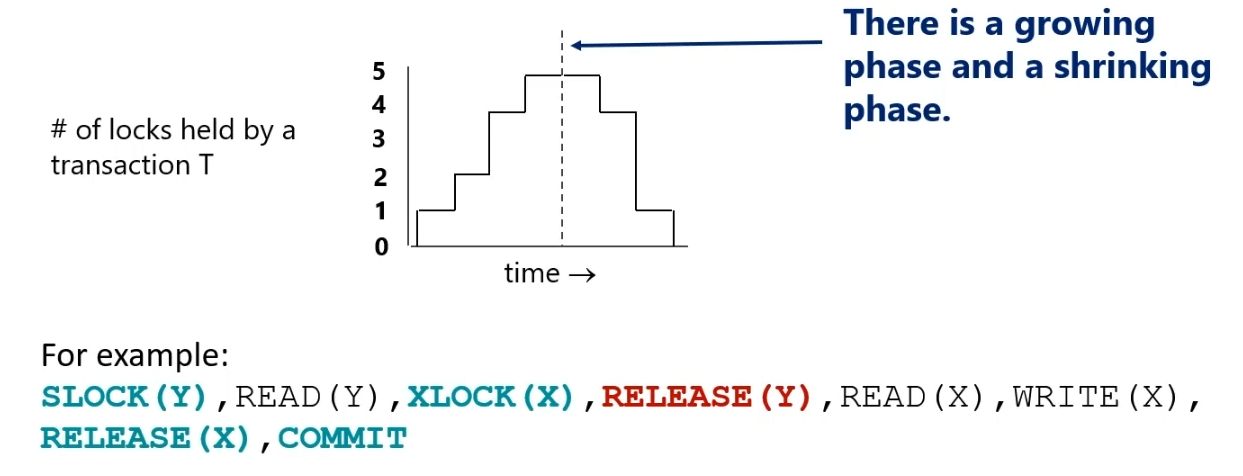 There is a growing
phase and a shrinking
phase.
5
4
3
2
1
0
# of locks held by a
transaction T
time →
For example:
SLOCK(Y),READ(Y),XLOCK(X),RELEASE(Y),READ(X),WRITE(X),
RELEASE(X),COMMIT